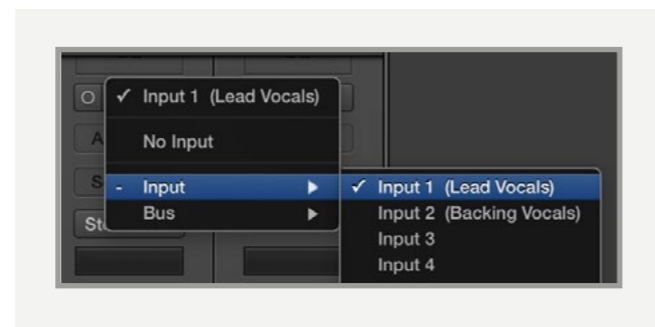 ✓ Input 1 (Lead Vocals)
No Input
- Input
Bus
✓ Input 1 (Lead Vocals)
Input 2 (Backing Vocals)
Input 3
Input 4